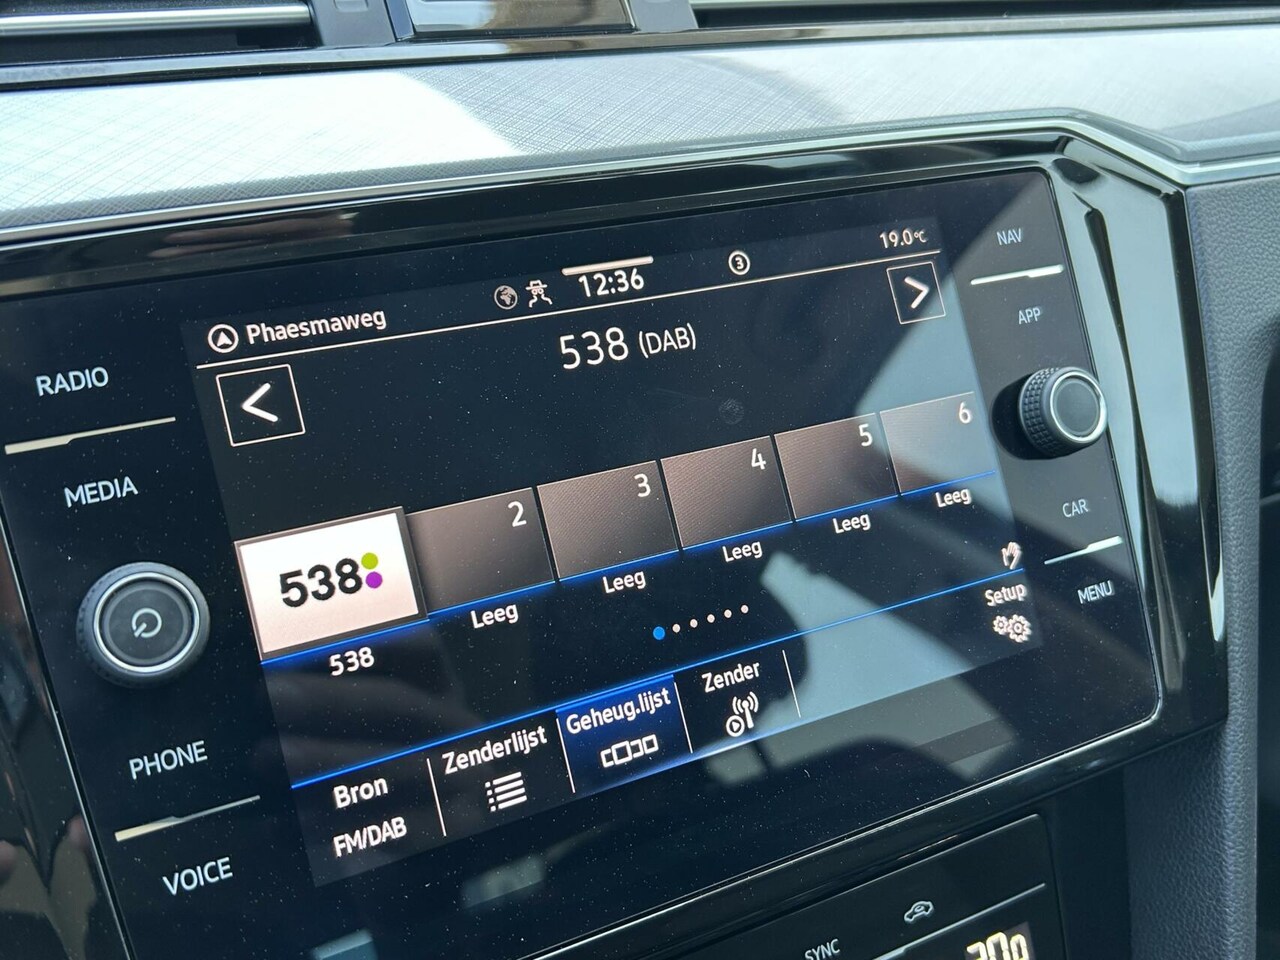 Phaesmaweg
12:36
3
19.0°C
538 (DAB)
RADIO
MEDIA
PHONE
VOICE
NAV
APP
CAR
MENU
538
2
3
4
5
6
538
Leeg
Leeg
Leeg
Leeg
Leeg
Setup
Bron
FM/DAB
Zenderlijst
Geheug.lijst
Zender
SYNC